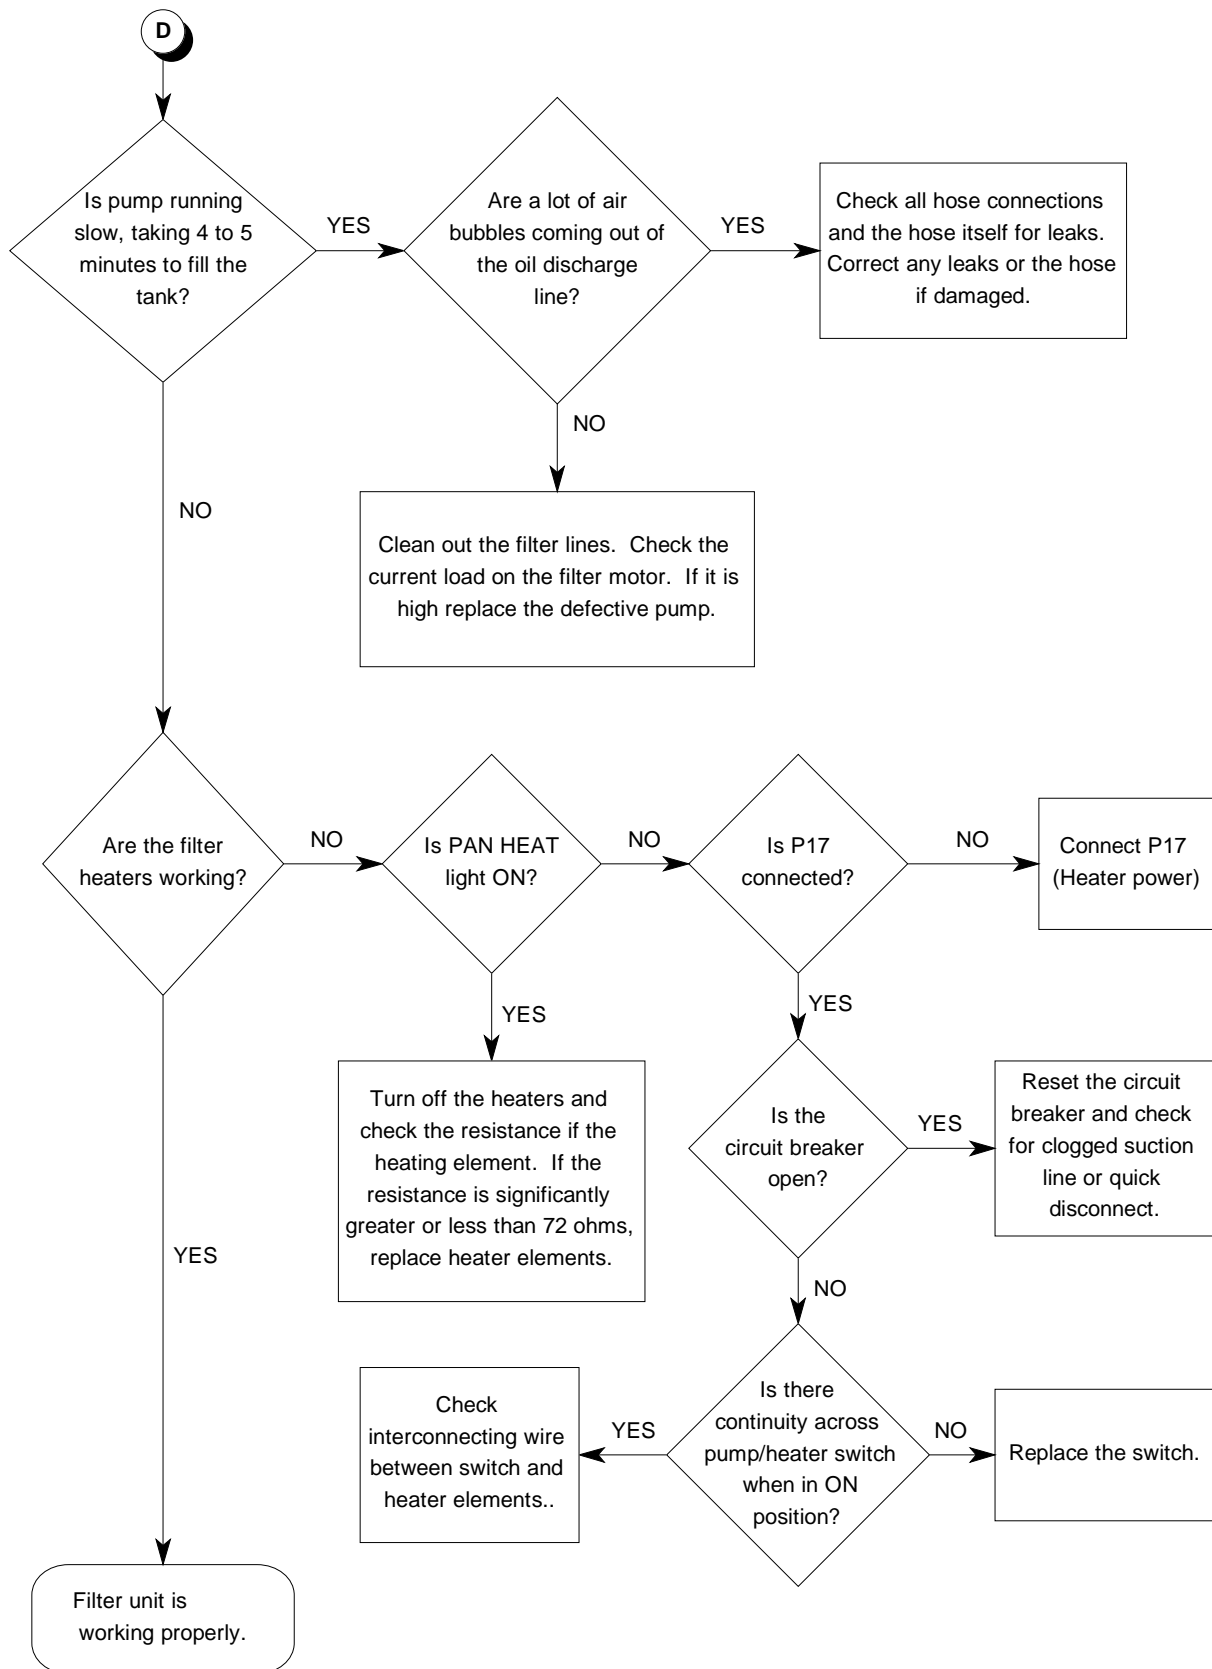 D
Is pump running
slow, taking 4 to 5
minutes to fill the
tank?
YES
Are a lot of air
bubbles coming out of
the oil discharge
line?
YES
Check all hose connections
and the hose itself for leaks.
Correct any leaks or the hose
if damaged.
NO
NO
Clean out the filter lines.  Check the
current load on the filter motor.  If it is
high replace the defective pump.
Are the filter
heaters working?
NO
Is PAN HEAT
light ON?
NO
Is P17
connected?
NO
Connect P17
(Heater power)
YES
YES
Turn off the heaters and
check the resistance if the
heating element.  If the
resistance is significantly
greater or less than 72 ohms,
replace heater elements.
Is the
circuit breaker
open?
YES
Reset the circuit
breaker and check
for clogged suction
line or quick
disconnect.
YES
NO
Check
interconnecting wire
between switch and
heater elements..
YES
Is there
continuity across
pump/heater switch
when in ON
position?
NO
Replace the switch.
Filter unit is
working properly.